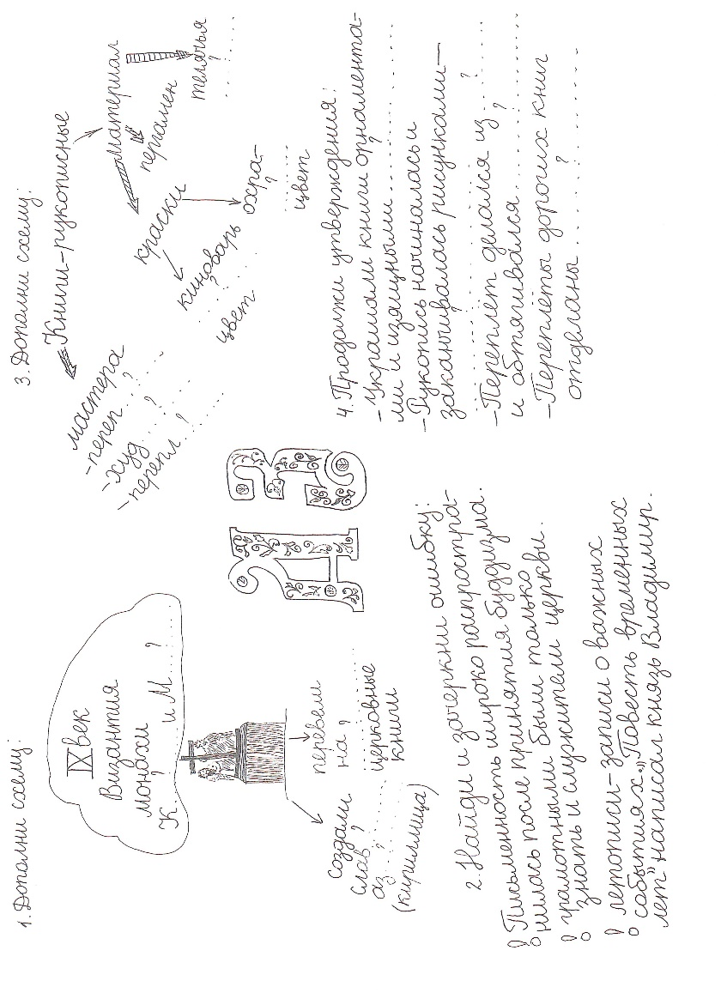 1. Дополни схему:
IX век
Византия
монахи
К...?... и М...?...
создали
слав...?...
аз........
(кириллица)
перевели
на...?...
церковные
книги
А Б
2. Найди и зачеркни ошибку:
! Письменность широко распростра-
нилась после принятия буддизма.
! грамотными были только
знать и служители церкви.
! летописи-записи о важных
событиях. „Повесть временных
лет" написал князь Владимир.
3. Дополни схему:
Книги-рукописные
мастера
-переп...?...
-худ...?...
-перепл...?...
краски
киноварь
...?...
цвет
охра-
...?...
цвет
материал
пергамен
телячья
...?...
4. Продолжи утверждения:
- Украшали книги орнамента-
ми и изящными...?...
-Рукопись начиналась и
заканчивалась рисунками-
...?...
-Переплет делался из...?...
и обтягивался...?...
-Переплеты дорогих книг
отделаны...?...